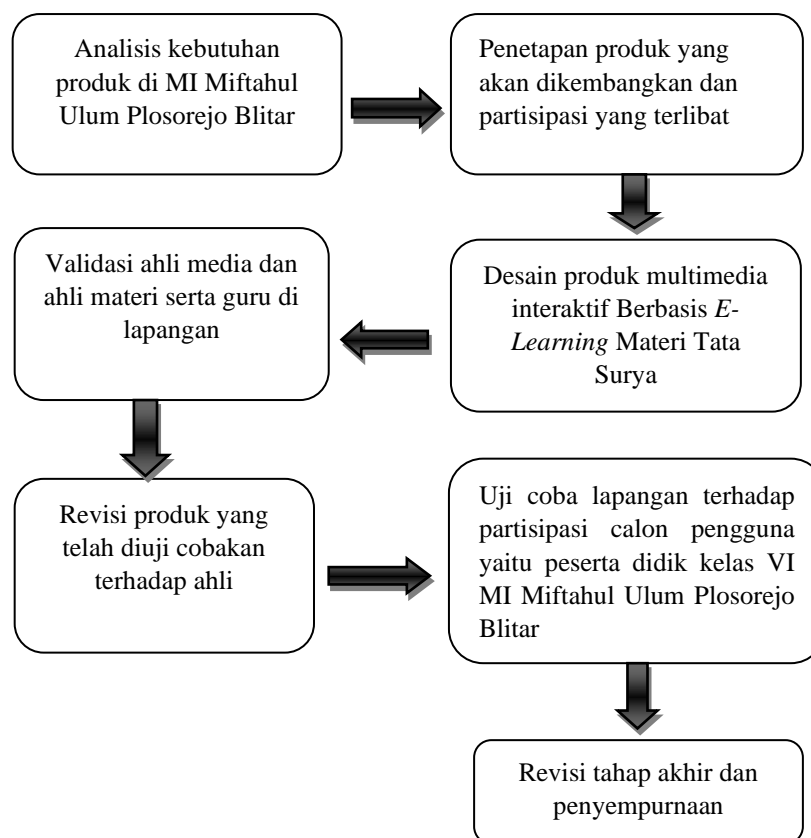 Analisis kebutuhan
produk di MI Miftahul
Ulum Plosorejo Blitar
Penetapan produk yang
akan dikembangkan dan
partisipasi yang terlibat
Desain produk multimedia
interaktif Berbasis E-
Learning Materi Tata
Surya
Validasi ahli media dan
ahli materi serta guru di
lapangan
Revisi produk yang
telah diuji cobakan
terhadap ahli
Uji coba lapangan terhadap
partisipasi calon pengguna
yaitu peserta didik kelas VI
MI Miftahul Ulum Plosorejo
Blitar
Revisi tahap akhir dan
penyempurnaan